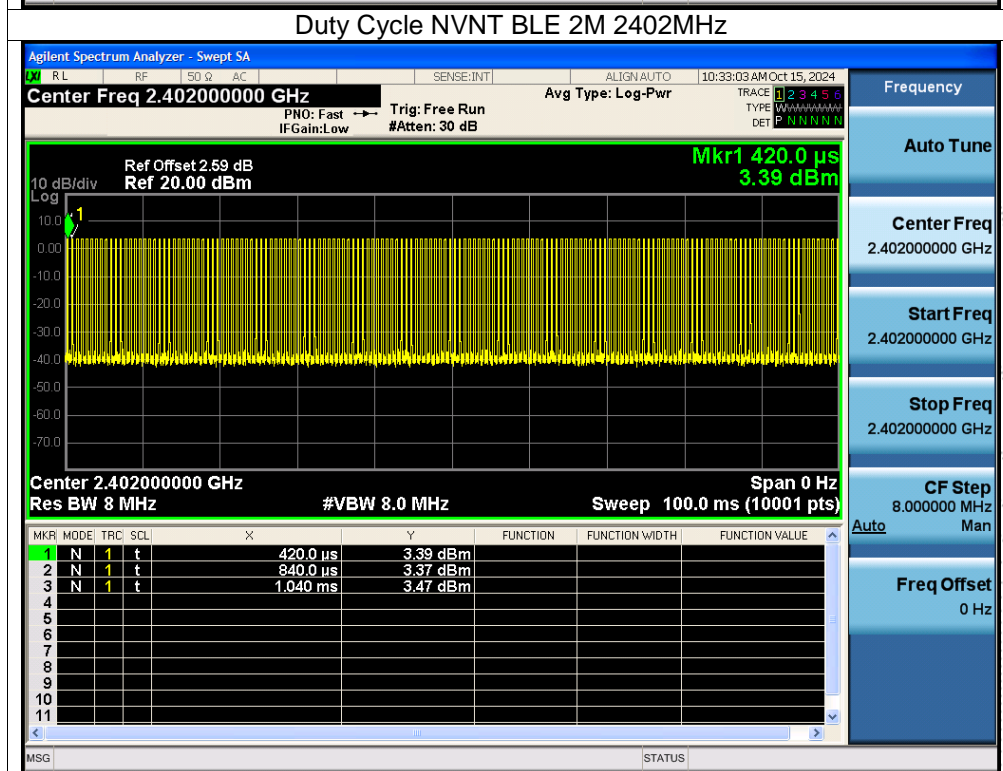 Duty Cycle NVNT BLE 2M 2402MHz
Agilent Spectrum Analyzer - Swept SA
LXI RL RF 50 Ω AC SENSE:INT ALIGN AUTO 10:33:03 AM Oct 15, 2024
Center Freq 2.402000000 GHz
PNO: Fast
IFGain:Low
Trig: Free Run
#Atten: 30 dB
Avg Type: Log-Pwr
TRACE 1 2 3 4 5 6
TYPE
DET P N N N N N
Mkr1 420.0 µs
3.39 dBm
Ref Offset 2.59 dB
10 dB/div Ref 20.00 dBm
Log
1
10.0
0.00
-10.0
-20.0
-30.0
-40.0
-50.0
-60.0
-70.0
Center 2.402000000 GHz Span 0 Hz
Res BW 8 MHz #VBW 8.0 MHz Sweep 100.0 ms (10001 pts)
MKR MODE TRC SCL X Y FUNCTION FUNCTION WIDTH FUNCTION VALUE
1 N 1 t 420.0 µs 3.39 dBm
2 N 1 t 840.0 µs 3.37 dBm
3 N 1 t 1.040 ms 3.47 dBm
4
5
6
7
8
9
10
11
MSG STATUS
Frequency
Auto Tune
Center Freq
2.402000000 GHz
Start Freq
2.402000000 GHz
Stop Freq
2.402000000 GHz
CF Step
8.000000 MHz
Auto Man
Freq Offset
0 Hz